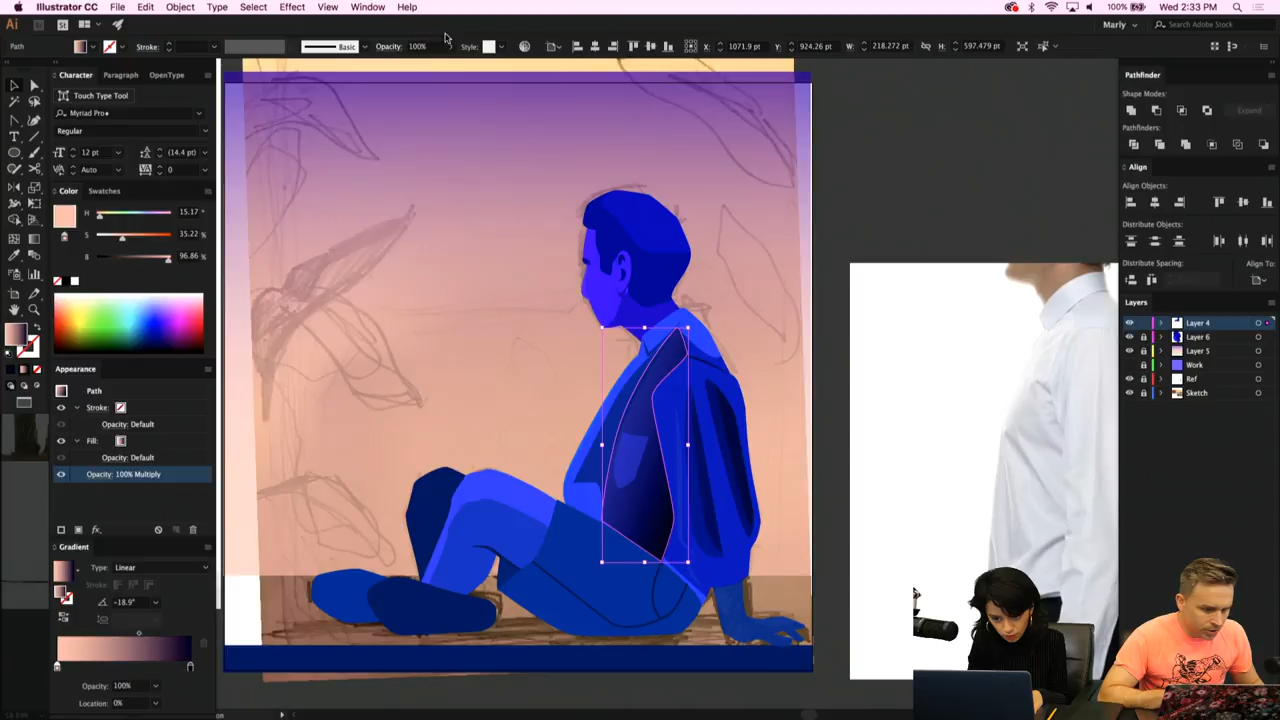 Illustrator CC File Edit Object Type Select Effect View Window Help
100% Wed 2:33 PM
Ai Br St Marly Search Adobe Stock
Path Stroke: Basic Opacity: 100% Style: X: 1071.9 pt Y: 924.26 pt W: 218.272 pt H: 597.479 pt
Character Paragraph OpenType
Touch Type Tool
Myriad Pro
Regular
12 pt (14.4 pt)
Auto 0
Color Swatches
H 15.17 °
S 35.22 %
B 96.86 %
Appearance
Path
Stroke:
Opacity: Default
Fill:
Opacity: Default
Opacity: 100% Multiply
fx
Gradient
Type: Linear
Stroke:
-18.9°
Opacity: 100%
Location: 0%
Pathfinder
Shape Modes:
Expand
Pathfinders:
Align
Align Objects:
Distribute Objects:
Distribute Spacing: Align To:
Layers
Layer 4
Layer 6
Layer 5
Work
Ref
Sketch